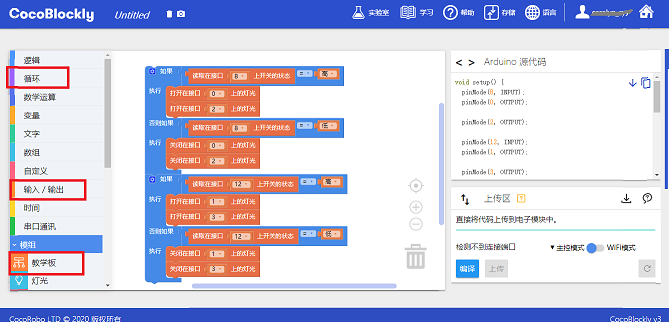 CocoBlockly
Untitled
实验室
学习
帮助
存储
语言
逻辑
循环
数学运算
变量
文字
数组
自定义
输入 / 输出
时间
串口通讯
模组
教学板
灯光
如果 读取在接口 8 上开关的状态 = 高
执行 打开在接口 0 上的灯光
打开在接口 2 上的灯光
否则如果 读取在接口 8 上开关的状态 = 低
执行 关闭在接口 0 上的灯光
关闭在接口 2 上的灯光
如果 读取在接口 12 上开关的状态 = 高
执行 打开在接口 1 上的灯光
打开在接口 3 上的灯光
否则如果 读取在接口 12 上开关的状态 = 低
执行 关闭在接口 1 上的灯光
关闭在接口 3 上的灯光
< > Arduino 源代码
void setup() {
pinMode(8, INPUT);
pinMode(0, OUTPUT);
pinMode(2, OUTPUT);
pinMode(12, INPUT);
pinMode(1, OUTPUT);
pinMode(3, OUTPUT);
上传区
直接将代码上传到电子模块中。
检测不到连接端口
主控模式
WIFI模式
编译
上传
CocoRobo LTD © 2020 版权所有
CocoBlockly v3